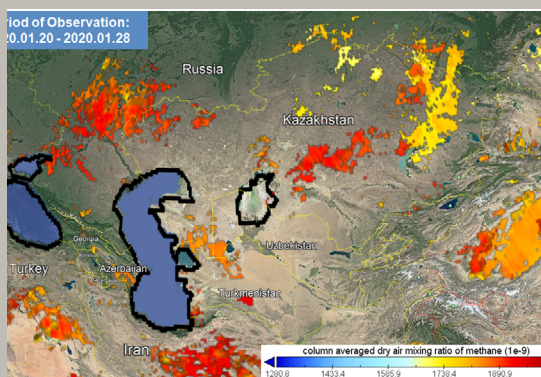 riod of Observation:
20.01.20 - 2020.01.28
Russia
Kazakhstan
Georgia
Uzbekistan
Turkey
Azerbaijan
Turkmenistan
Iran
column averaged dry air mixing ratio of methane (1e-9)
1280.8 1433.4 1585.9 1738.4 1890.9